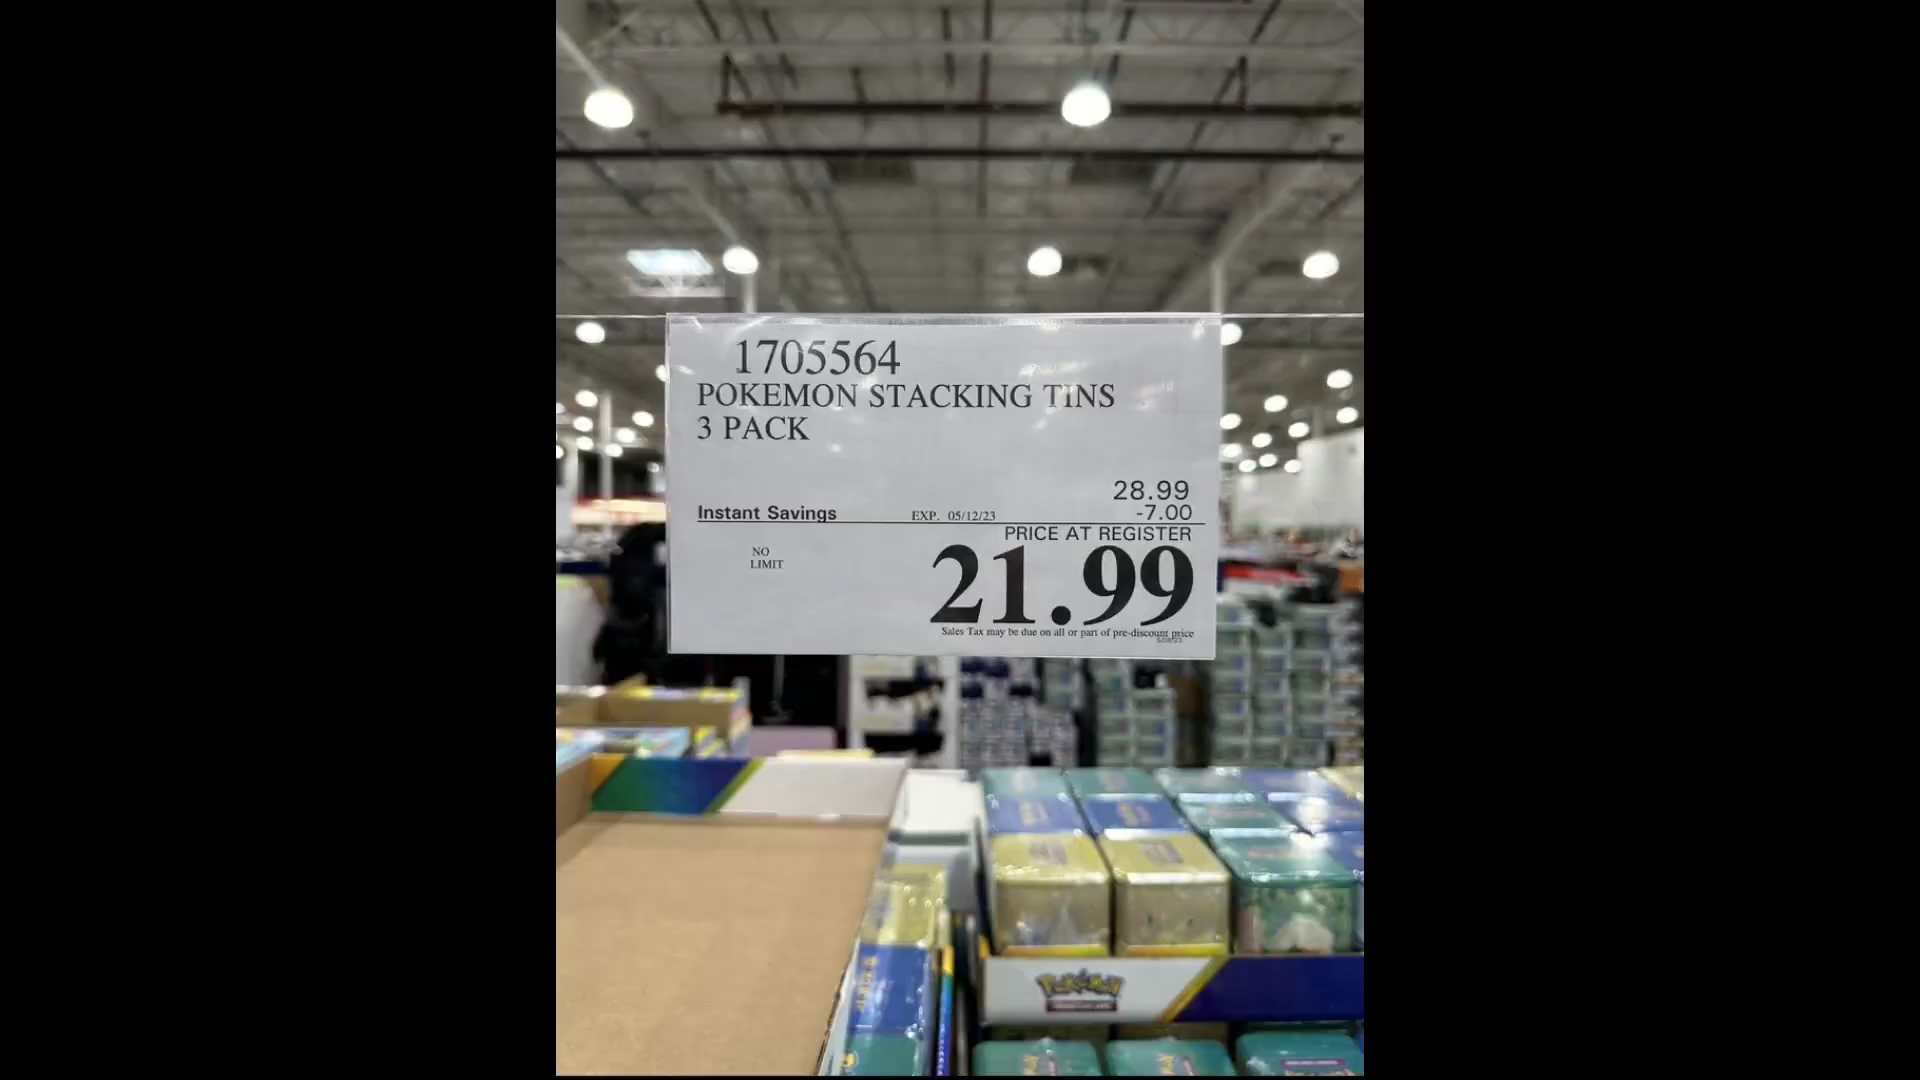 1705564
POKEMON STACKING TINS
3 PACK
28.99
Instant Savings EXP. 05/12/23 -7.00
PRICE AT REGISTER
NO
LIMIT
21.99
Sales Tax may be due on all or part of pre-discount price
Pokémon